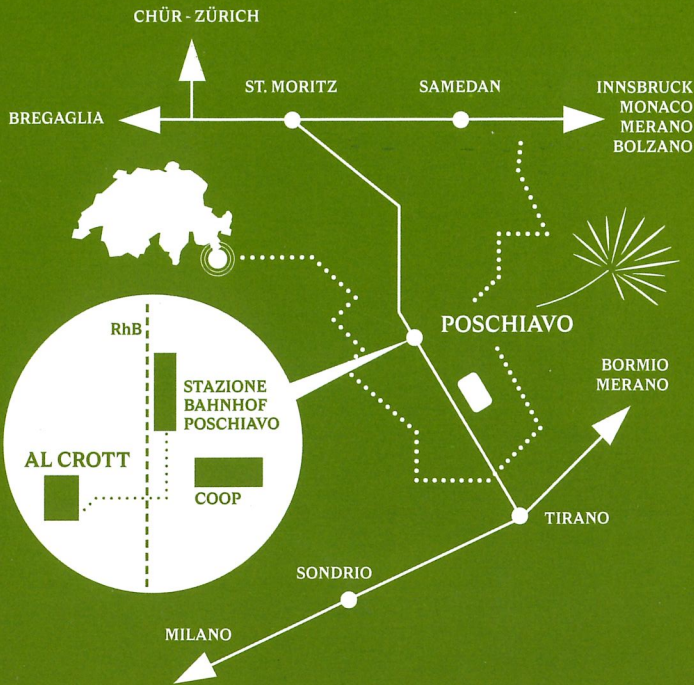 CHÜR - ZÜRICH
ST. MORITZ
SAMEDAN
INNSBRUCK
MONACO
MERANO
BOLZANO
BREGAGLIA
RhB
POSCHIAVO
STAZIONE
BAHNHOF
POSCHIAVO
BORMIO
MERANO
AL CROTT
COOP
TIRANO
SONDRIO
MILANO